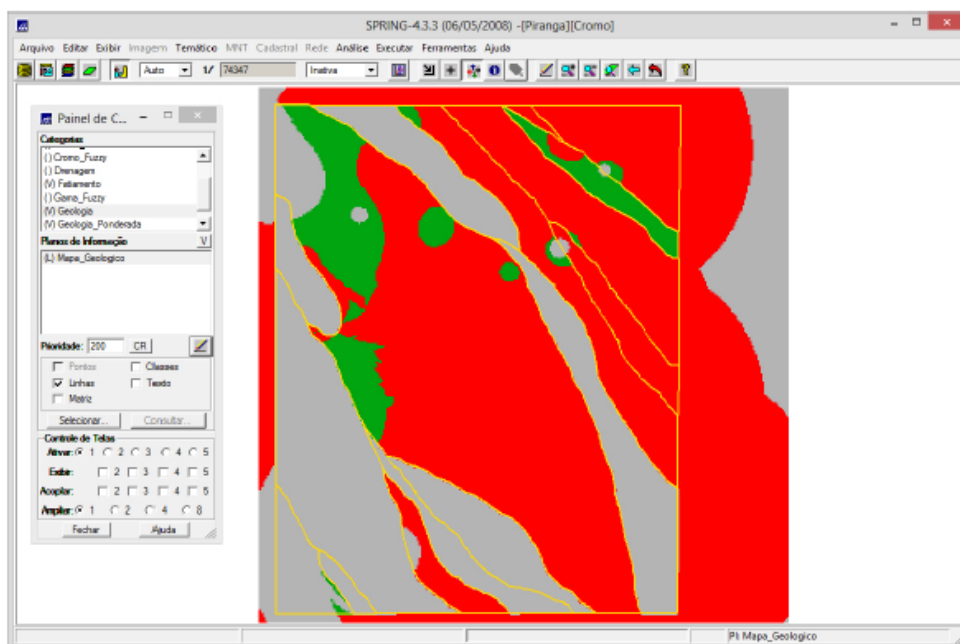 SPRING-4.3.3 (06/05/2008) -[Piranga][Cromo]
Arquivo Editar Exibir Imagem Temático MNT Cadastral Rede Análise Executar Ferramentas Ajuda
Auto 1/ 74347 Inativa
Painel de C...
Categorias
( ) Cromo_Fuzzy
( ) Drenagem
(V) Fatiamento
( ) Gama_Fuzzy
(V) Geologia
(V) Geologia_Ponderada
Planos de Informação V
(L) Mapa_Geologico
Prioridade: 200 CR
Pontos Classes
Linhas Texto
Matriz
Selecionar... Consultar...
Controle de Telas
Ativar: 1 2 3 4 5
Exibir: 2 3 4 5
Acoplar: 2 3 4 5
Ampliar: 1 2 4 8
Fechar Ajuda
PI: Mapa_Geologico